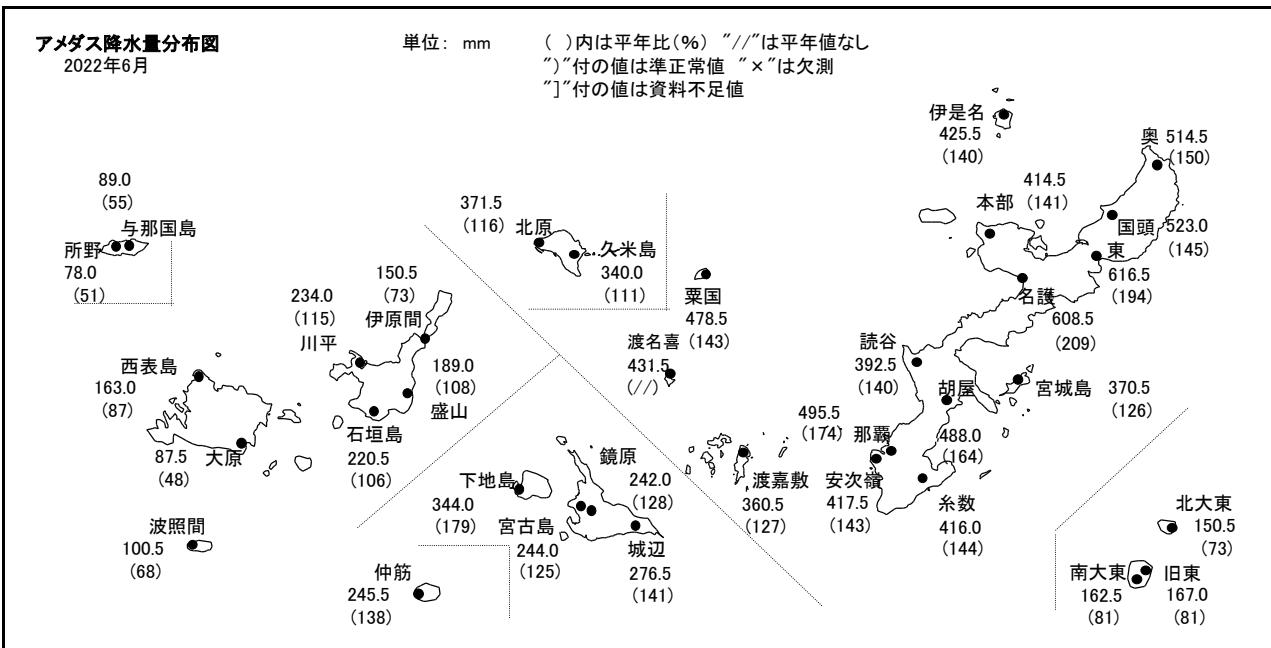 アメダス降水量分布図 単位: mm ( )内は平年比(%) "//"は平年値なし
2022年6月 ")"付の値は準正常値 "×"は欠測
"]"付の値は資料不足値
伊是名
425.5
(140)
奥 514.5
(150)
414.5
本部 (141)
国頭 523.0
(145)
東
616.5
(194)
名護
608.5
(209)
89.0
(55)
与那国島
所野
78.0
(51)
371.5
(116) 北原
久米島
340.0
(111)
粟国
478.5
(143)
渡名喜
431.5
(//)
読谷
392.5
(140)
胡屋
488.0
(164)
宮城島 370.5
(126)
150.5
(73)
伊原間
234.0
(115)
川平
189.0
(108)
盛山
石垣島
220.5
(106)
西表島
163.0
(87)
87.5 大原
(48)
波照間
100.5
(68)
鏡原
242.0
(128)
下地島
344.0
(179)
宮古島
244.0
(125)
城辺
276.5
(141)
仲筋
245.5
(138)
495.5
(174) 那覇
渡嘉敷
360.5
(127)
安次嶺
417.5
(143)
糸数
416.0
(144)
北大東
150.5
(73)
南大東
162.5
(81)
旧東
167.0
(81)